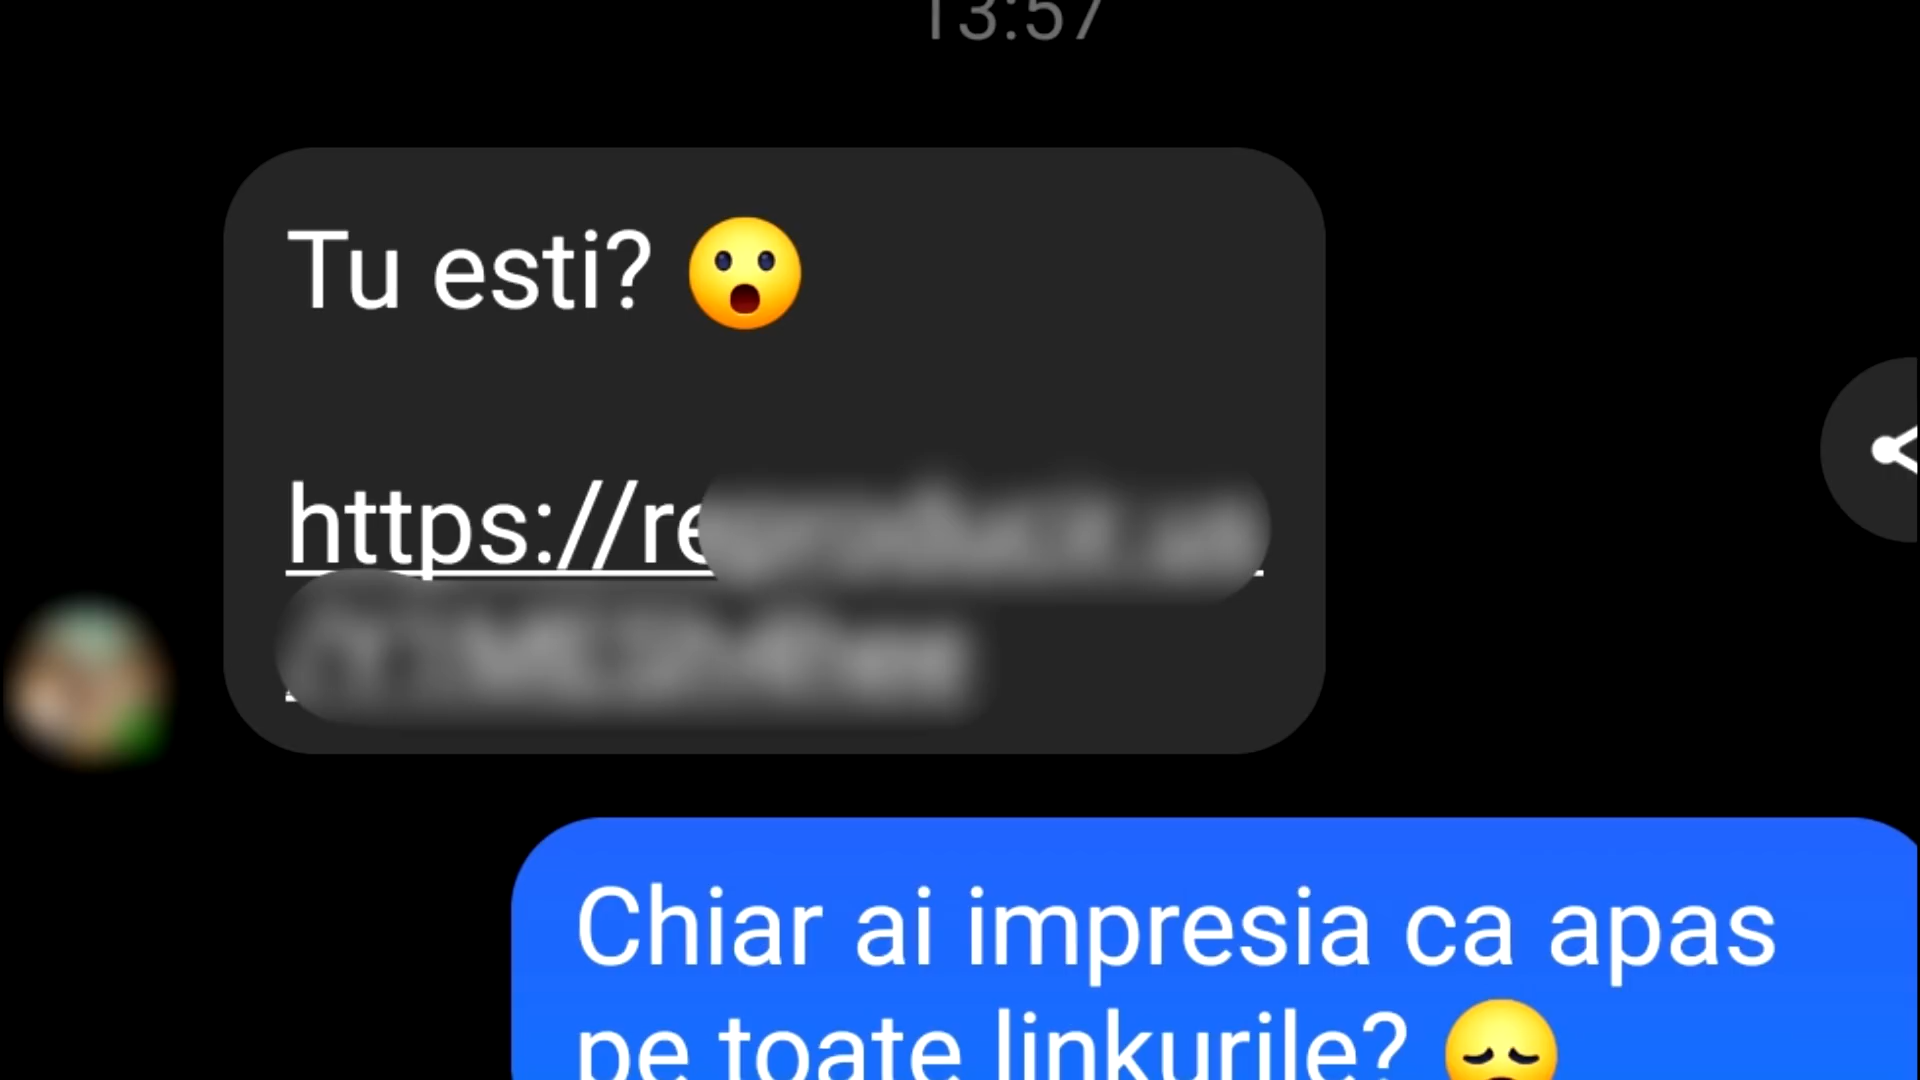 13:57
Tu esti? 😮
https://re
Chiar ai impresia ca apas
pe toate linkurile? 😔